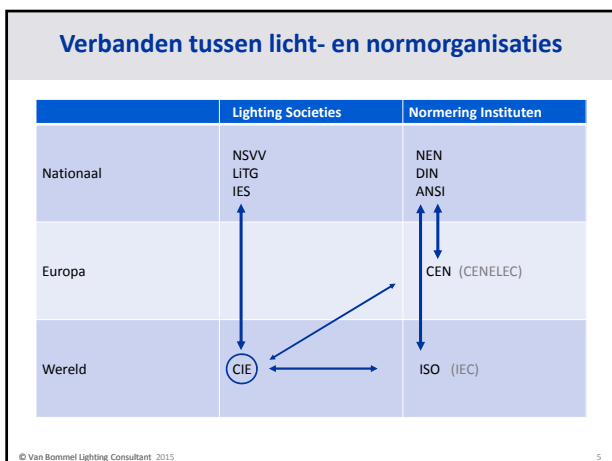 Verbanden tussen licht- en normorganisaties
Lighting Societies Normering Instituten
Nationaal
NSVV
LiTG
IES
NEN
DIN
ANSI
Europa
CEN (CENELEC)
Wereld
CIE
ISO (IEC)
© Van Bommel Lighting Consultant 2015
5